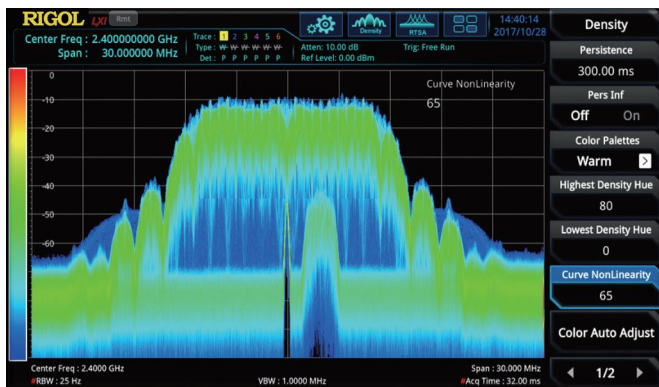 RIGOL LXI Rmt
14:40:14
2017/10/28
Density
RTSA
Center Freq : 2.400000000 GHz
Span : 30.000000 MHz
Trace : 1 2 3 4 5 6
Type : W W W W W W
Det : P P P P P P
Atten: 10.00 dB
Ref Level: 0.00 dBm
Trig: Free Run
0
-10
-20
-30
-40
-50
-60
Curve NonLinearity
65
Center Freq : 2.4000 GHz
Span : 30.000 MHz
#RBW : 25 Hz
VBW : 1.0000 MHz
#Acq Time : 32.00 ms
Density
Persistence
300.00 ms
Pers Inf
Off On
Color Palettes
Warm
Highest Density Hue
80
Lowest Density Hue
0
Curve NonLinearity
65
Color Auto Adjust
1/2